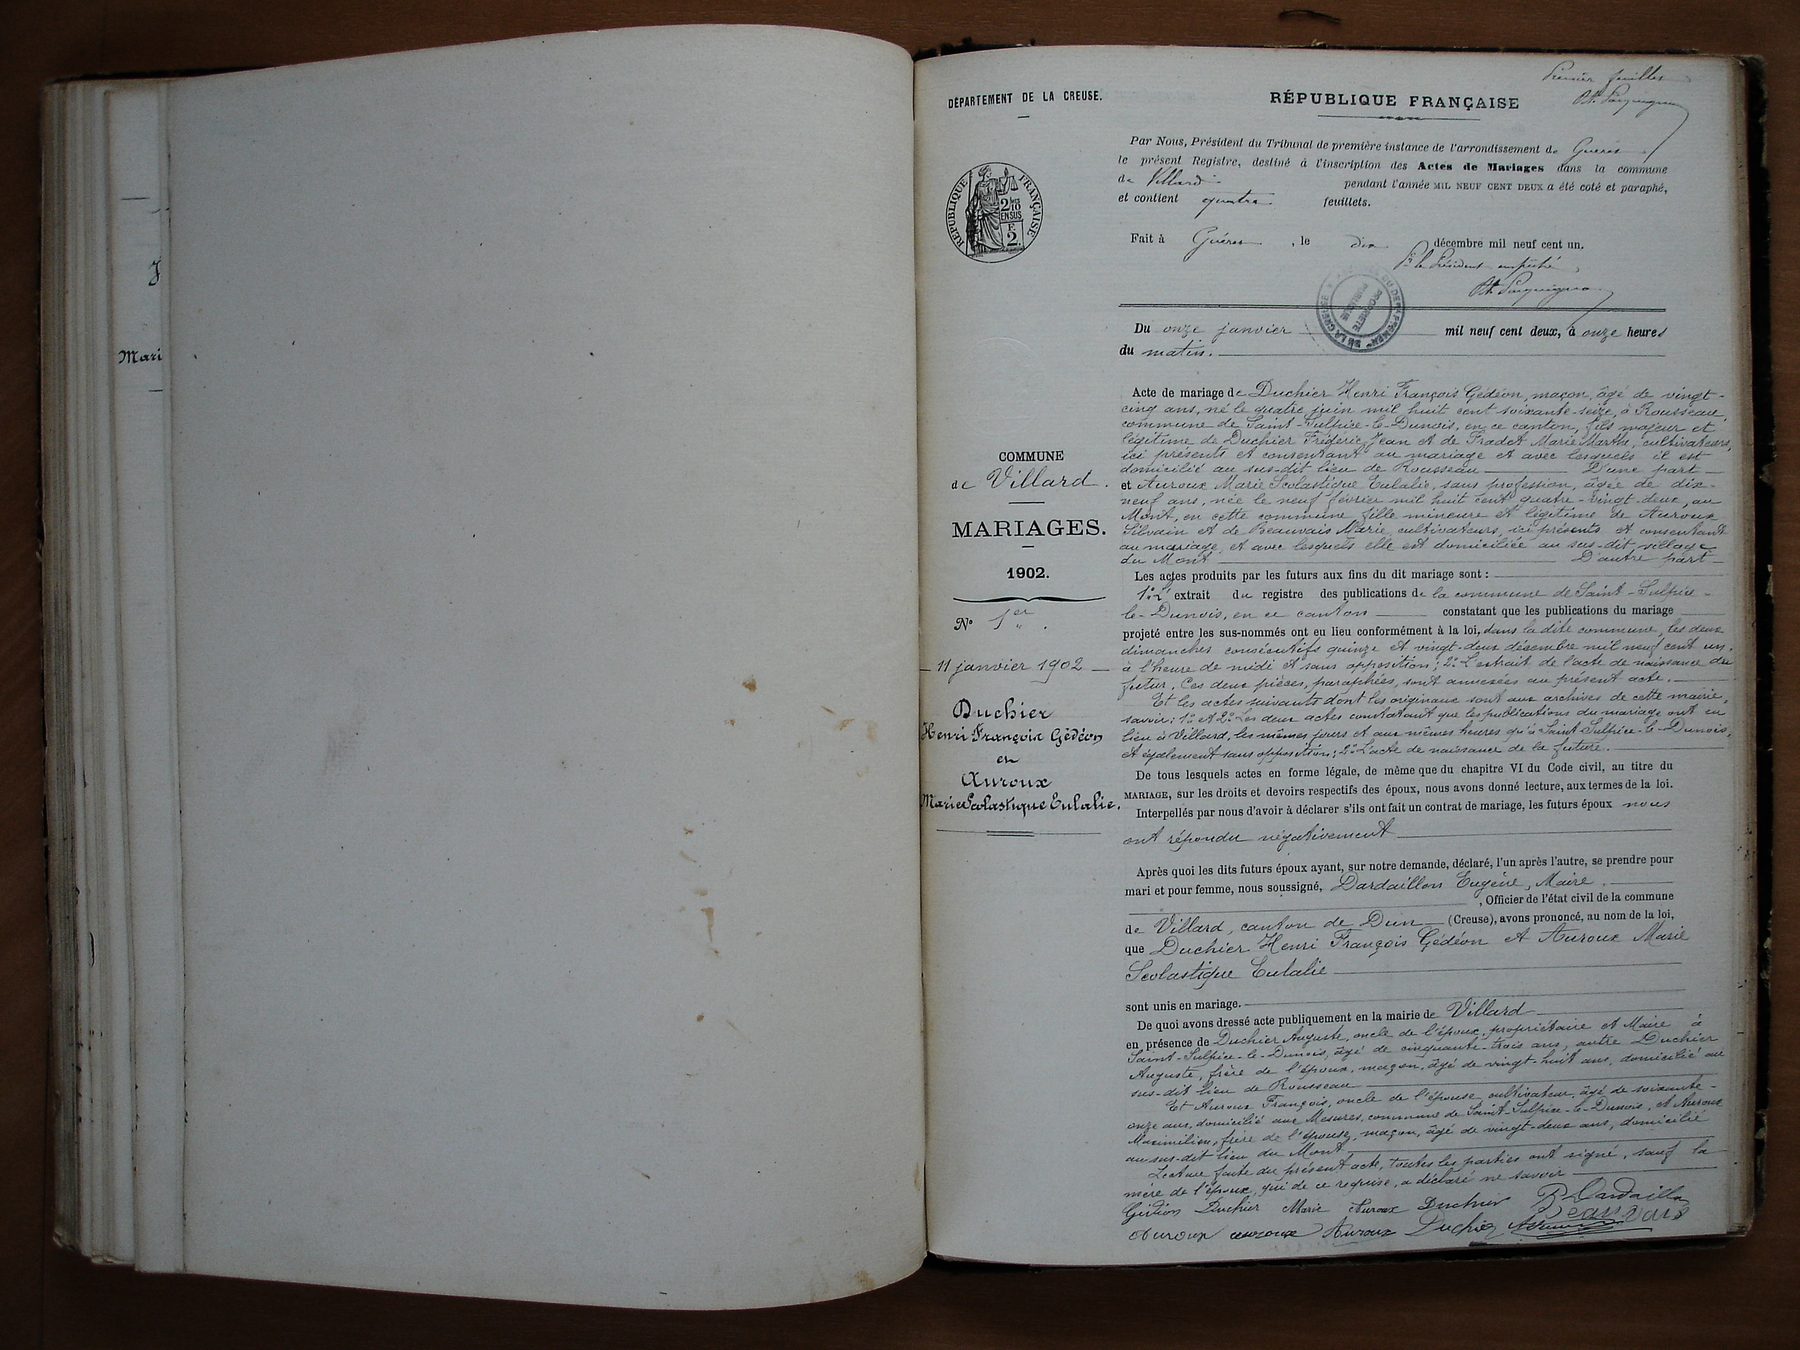 Mari
DÉPARTEMENT DE LA CREUSE.
RÉPUBLIQUE FRANÇAISE
2
10
EN SUS
F
2
COMMUNE
de Villard.
MARIAGES.
1902.
N° 1er
11 janvier 1902
Duchier
Henri François Gédéon
et
Auroux
Marie Scolastique Eulalie.
Premier feuillet
RÉPUBLIQUE FRANÇAISE
Par Nous, Président du Tribunal de première instance de l'arrondissement de Guéret
le présent Registre, destiné à l'inscription des Actes de Mariages dans la commune
de Villard pendant l'année MIL NEUF CENT DEUX a été coté et paraphé,
et contient quatre feuillets.
Fait à Guéret, le dix décembre mil neuf cent un.
Pr le Président empêché
PROPRIÉTÉ PUBLIQUE
DU DÉPARTEMENT DE LA CREUSE
Du onze janvier mil neuf cent deux, à onze heures
du matin.
Acte de mariage de Duchier Henri François Gédéon, maçon, âgé de vingt-
cinq ans, né le quatre juin mil huit cent soixante-seize, à Rousseau,
commune de Saint-Sulpice-le-Dunois, en ce canton, fils majeur et
légitime de Duchier Fréderic Jean et de Fradet Marie Marthe, cultivateurs,
ici présents et consentant au mariage et avec lesquels il est
domicilié au sus-dit lieu de Rousseau D'une part
et Auroux Marie Scolastique Eulalie, sans profession, âgée de dix-
neuf ans, née le neuf février mil huit cent quatre-vingt deux, au
Mont, en cette commune, fille mineure et légitime de Auroux
Silvain et de Beauvais Marie, cultivateurs, ici présents et consentant
au mariage, et avec lesquels elle est domiciliée au sus-dit village
du Mont D'autre part
Les actes produits par les futurs aux fins du dit mariage sont :
1° L' extrait du registre des publications de la commune de Saint-Sulpice-
le-Dunois, en ce canton constatant que les publications du mariage
projeté entre les sus-nommés ont eu lieu conformément à la loi, dans la dite commune, les deux
dimanches consécutifs quinze et vingt-deux décembre mil neuf cent un,
à l'heure de midi et sans opposition ; 2° L'extrait de l'acte de naissance du
futur. Ces deux pièces, paraphées, sont annexées au présent acte.
Et les actes suivants dont les originaux sont aux archives de cette mairie,
savoir : 1° et 2° Les deux actes constatant que les publications du mariage ont eu
lieu à Villard, les mêmes jours et aux mêmes heures qu'à Saint-Sulpice-le-Dunois,
et également sans opposition ; 3° L'acte de naissance de la future.
De tous lesquels actes en forme légale, de même que du chapitre VI du Code civil, au titre du
MARIAGE, sur les droits et devoirs respectifs des époux, nous avons donné lecture, aux termes de la loi.
Interpellés par nous d'avoir à déclarer s'ils ont fait un contrat de mariage, les futurs époux nous
ont répondu négativement
Après quoi les dits futurs époux ayant, sur notre demande, déclaré, l'un après l'autre, se prendre pour
mari et pour femme, nous soussigné, Dardaillon Eugène, Maire,
, Officier de l'état civil de la commune
de Villard, canton de Dun (Creuse), avons prononcé, au nom de la loi,
que Duchier Henri François Gédéon et Auroux Marie
Scolastique Eulalie
sont unis en mariage.
De quoi avons dressé acte publiquement en la mairie de Villard
en présence de Duchier Auguste, oncle de l'époux, propriétaire et Maire à
Saint-Sulpice-le-Dunois, âgé de cinquante-trois ans, autre Duchier
Auguste, frère de l'époux, maçon, âgé de vingt-huit ans, domicilié au
sus-dit lieu de Rousseau
Et Auroux François, oncle de l'épouse, cultivateur, âgé de soixante-
onze ans, domicilié aux Masures, commune de Saint-Sulpice-le-Dunois, et Auroux
Maximilien, frère de l'épouse, maçon, âgé de vingt-deux ans, domicilié
au sus-dit lieu du Mont
Lecture faite du présent acte, toutes les parties ont signé, sauf la
mère de l'époux, qui de ce requise, a déclaré ne savoir
Gédéon Duchier Marie Auroux Duchier Dardaillon
Beauvais
Auroux auroux Auroux Duchier